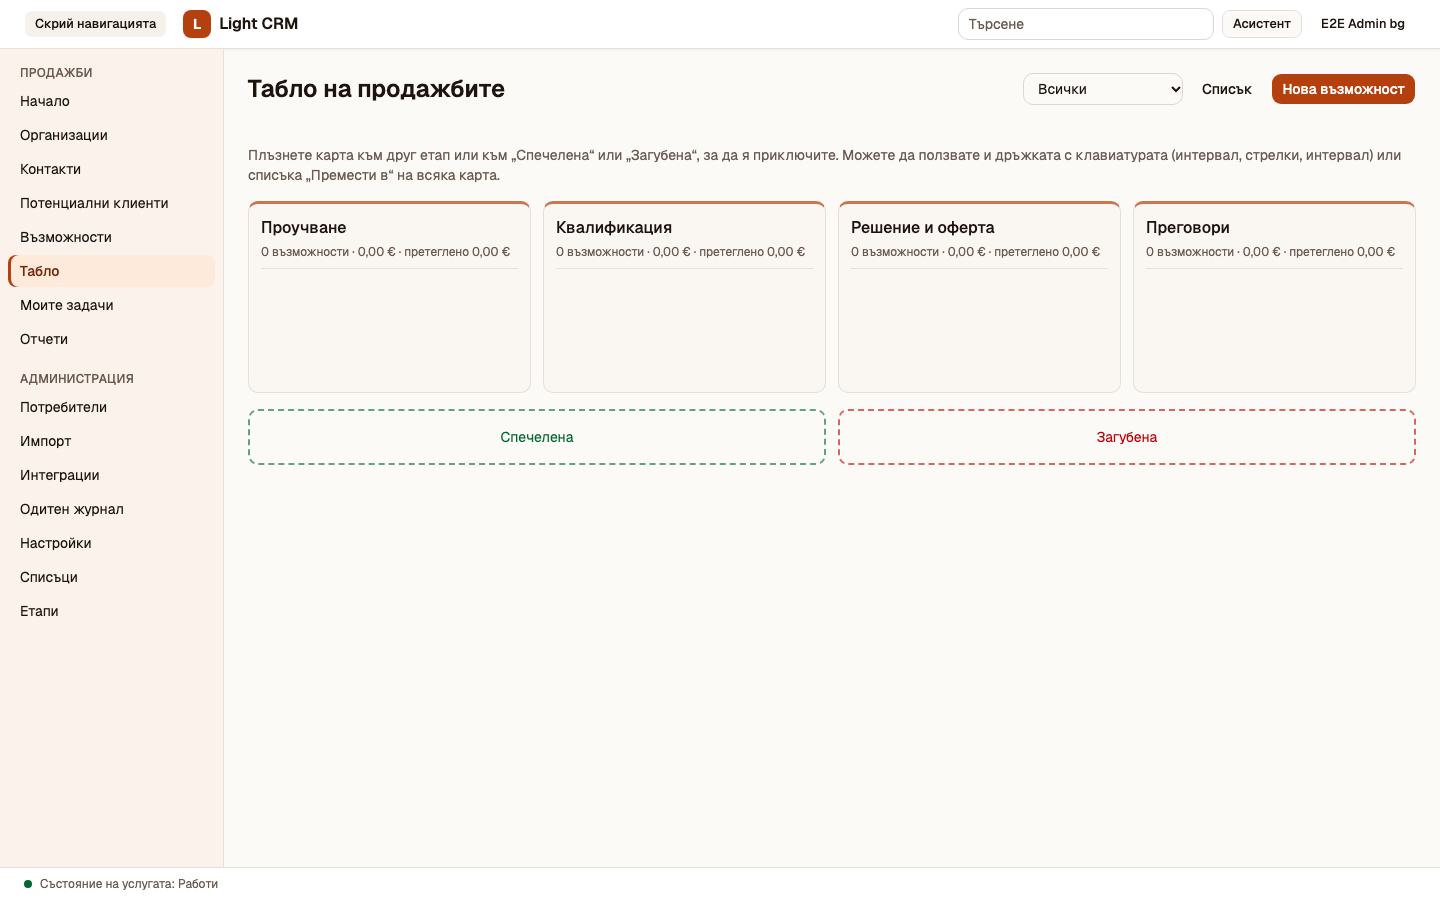 Скрий навигацията
L
Light CRM
Търсене
Асистент
E2E Admin bg
ПРОДАЖБИ
Начало
Организации
Контакти
Потенциални клиенти
Възможности
Табло
Моите задачи
Отчети
АДМИНИСТРАЦИЯ
Потребители
Импорт
Интеграции
Одитен журнал
Настройки
Списъци
Етапи
Табло на продажбите
Всички
Списък
Нова възможност
Плъзнете карта към друг етап или към „Спечелена“ или „Загубена“, за да я приключите. Можете да ползвате и дръжката с клавиатурата (интервал, стрелки, интервал) или
списъка „Премести в“ на всяка карта.
Проучване
0 възможности · 0,00 € · претеглено 0,00 €
Квалификация
0 възможности · 0,00 € · претеглено 0,00 €
Решение и оферта
0 възможности · 0,00 € · претеглено 0,00 €
Преговори
0 възможности · 0,00 € · претеглено 0,00 €
Спечелена
Загубена
Състояние на услугата: Работи